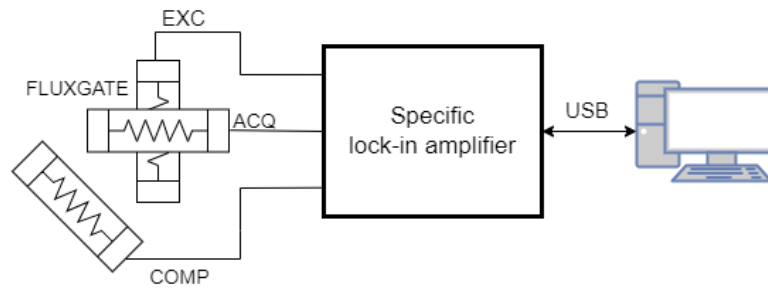 EXC
FLUXGATE
ACQ
COMP
Specific
lock-in amplifier
USB